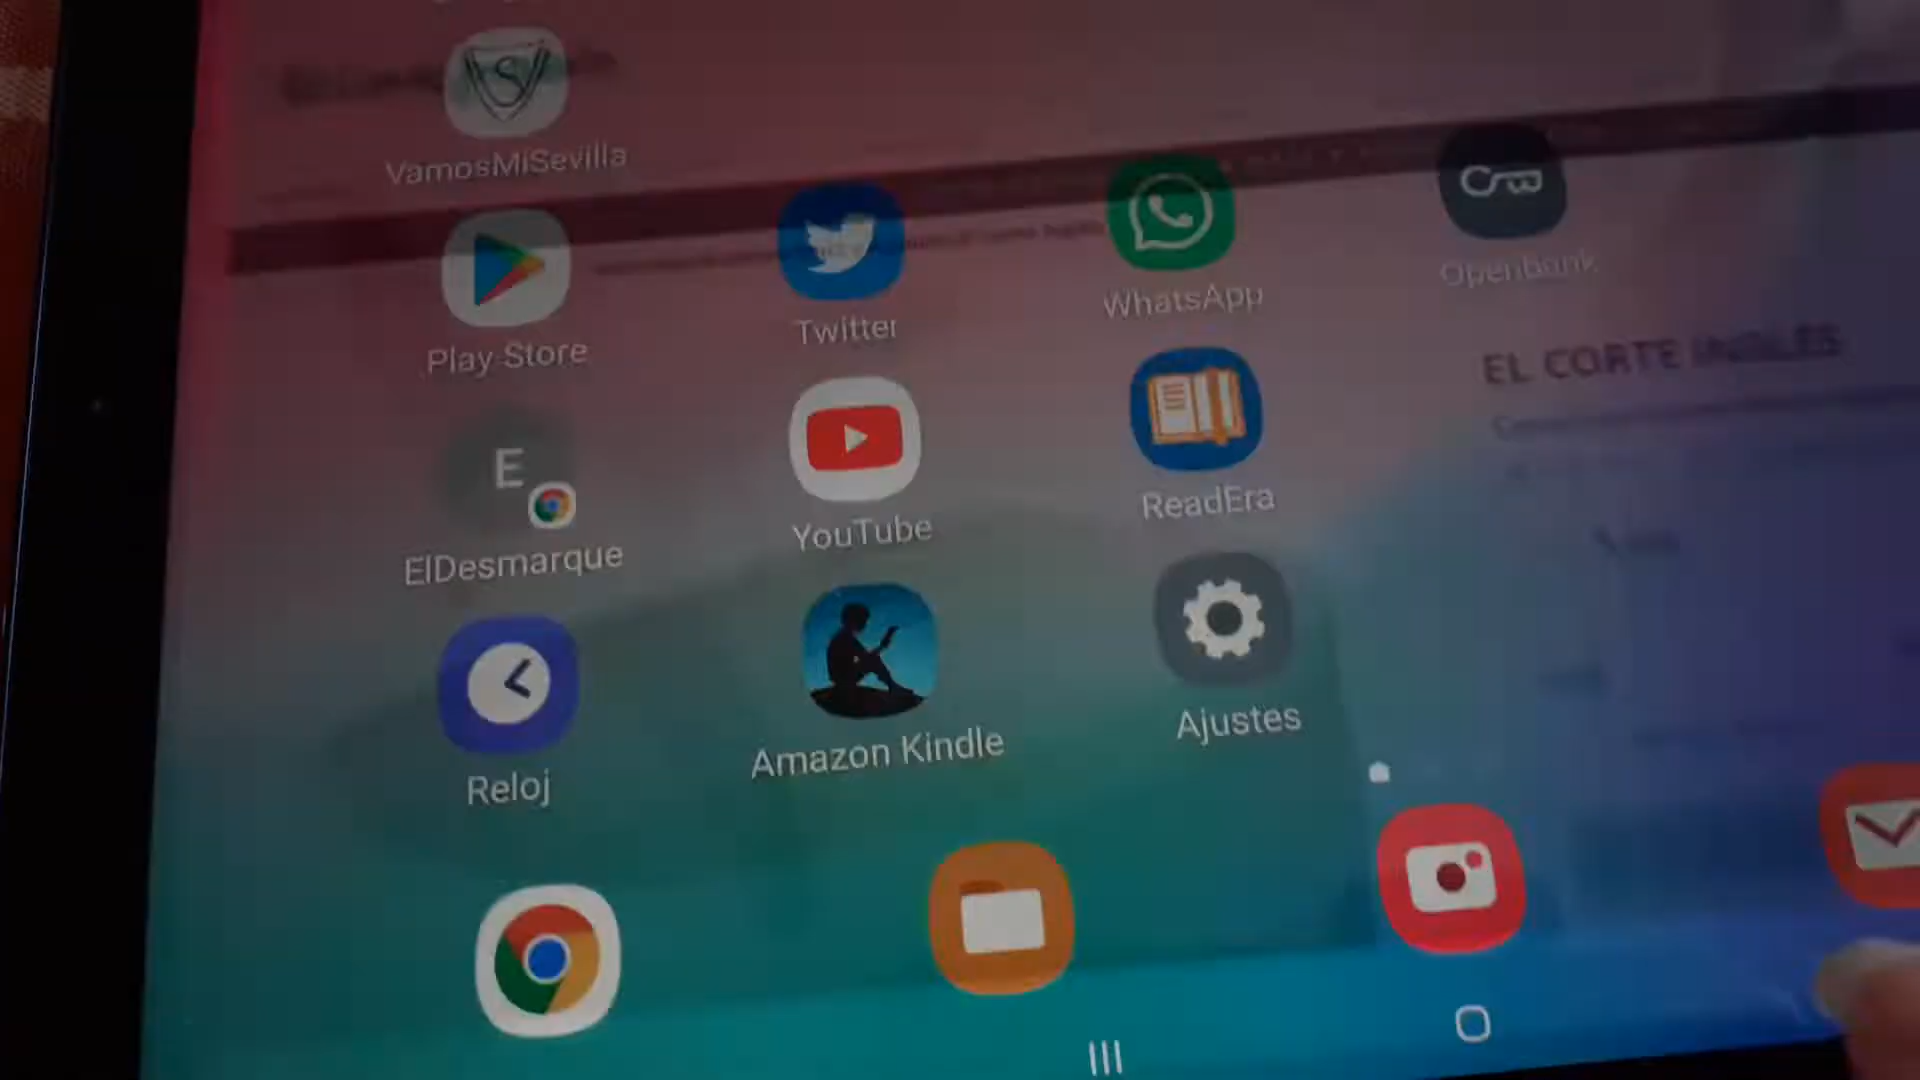 VamosMiSevilla
Play Store
Twitter
WhatsApp
Openbank
EL CORTE INGLES
E
ElDesmarque
YouTube
ReadEra
Reloj
Amazon Kindle
Ajustes